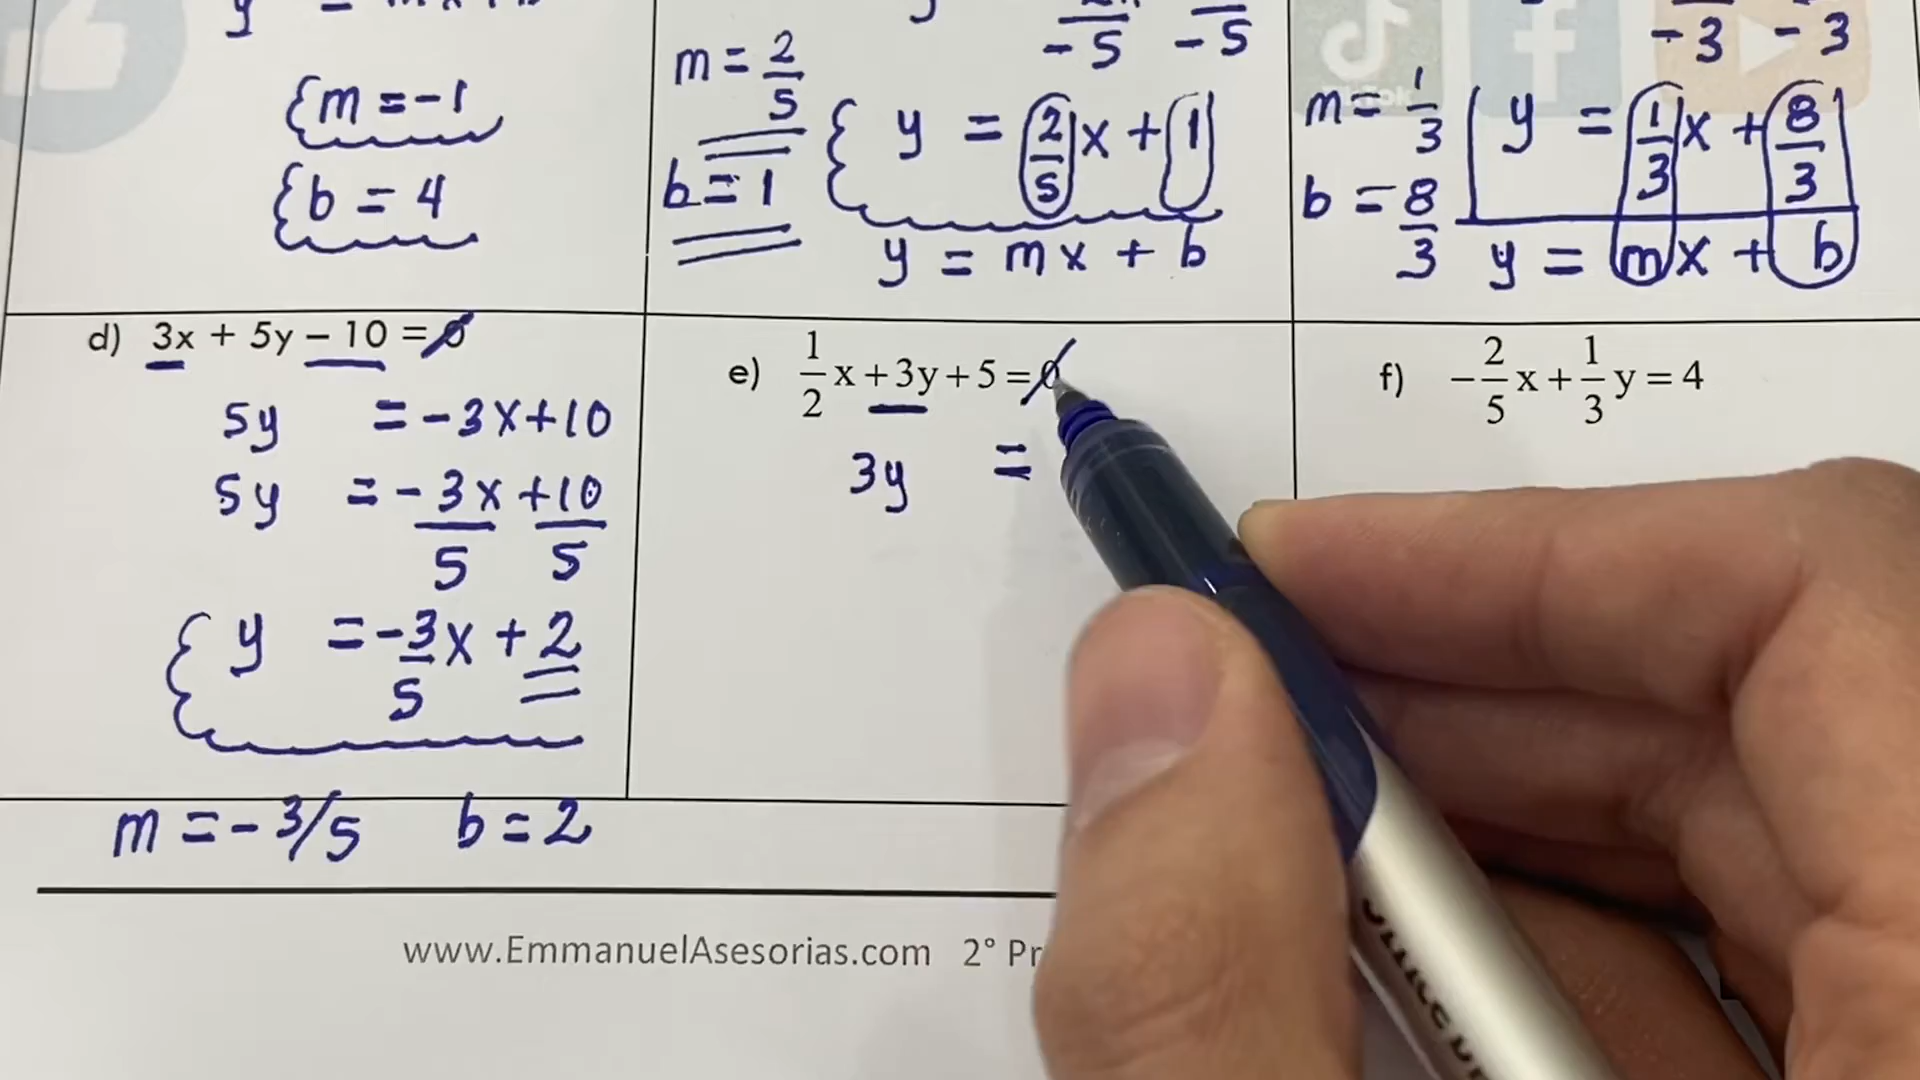 {m = -1
{b = 4
m = 2/5
b = 1
-5 -5
{ y = 2/5 x + 1
y = mx + b
-3 -3
m = 1/3
b = 8/3
y = 1/3 x + 8/3
y = mx + b
d) 3x + 5y - 10 = 0
5y = -3x+10
5y = -3x/5 +10/5
{ y = -3/5 x + 2
m = -3/5 b = 2
e) 1/2 x + 3y + 5 = 0
3y =
f) -2/5 x + 1/3 y = 4
www.EmmanuelAsesorias.com 2° Pr